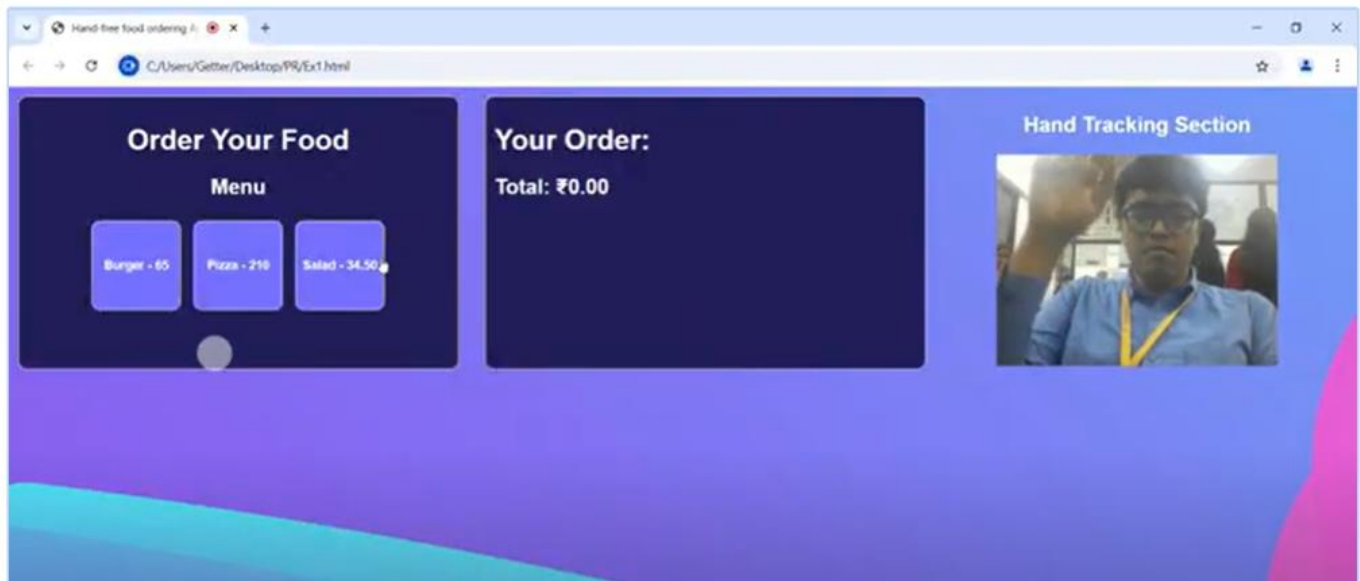 Hand-free food ordering
C:/Users/Getter/Desktop/PR/Ex1.html
Order Your Food
Menu
Burger - 65
Pizza - 210
Salad - 34.50
Your Order:
Total: ₹0.00
Hand Tracking Section